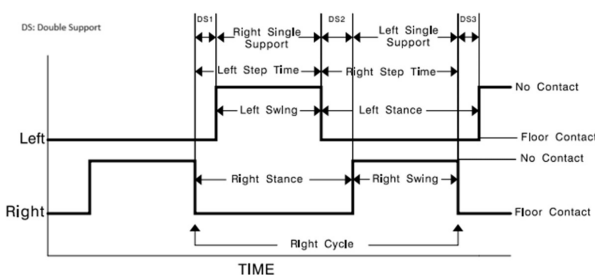 DS: Double Support
DS1
Right Single
Support
DS2
Left Single
Support
DS3
Left Step Time
Right Step Time
No Contact
Left Swing
Left Stance
Left
Floor Contact
No Contact
Right Stance
Right Swing
Right
Floor Contact
Right Cycle
TIME